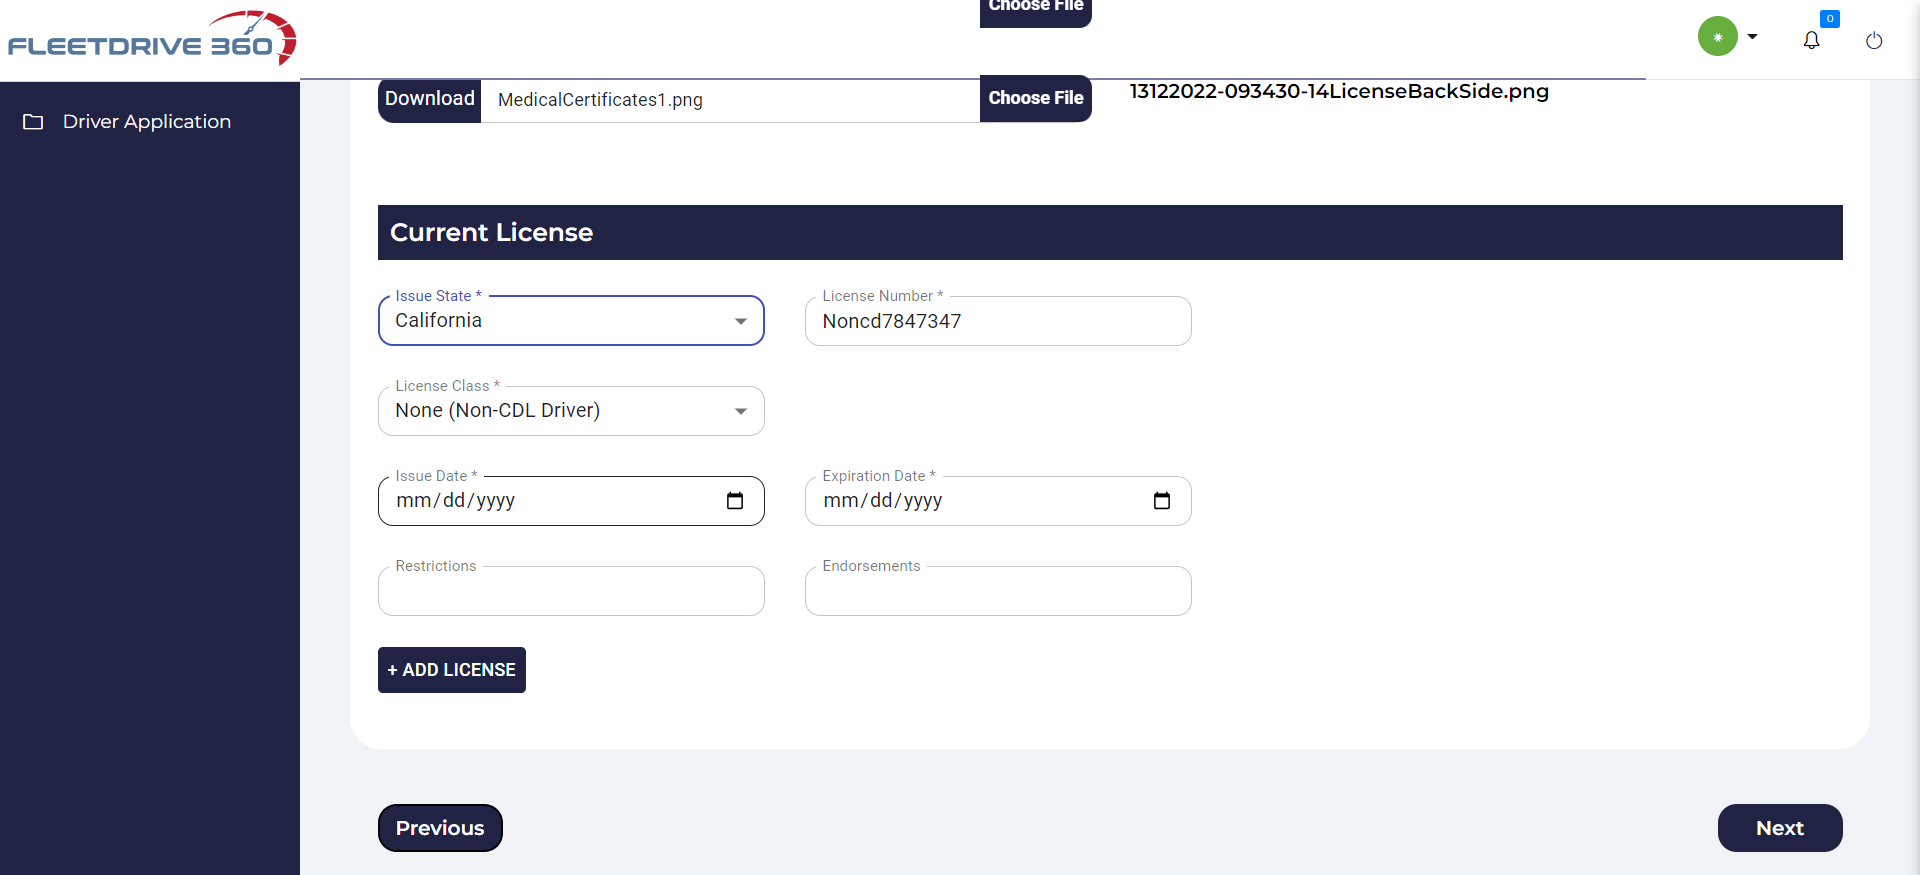 Choose File
FLEETDRIVE 360
0
Driver Application
Download
MedicalCertificates1.png
Choose File
13122022-093430-14LicenseBackSide.png
Current License
Issue State *
California
License Number *
Noncd7847347
License Class *
None (Non-CDL Driver)
Issue Date *
mm/dd/yyyy
Expiration Date *
mm/dd/yyyy
Restrictions
Endorsements
+ ADD LICENSE
Previous
Next